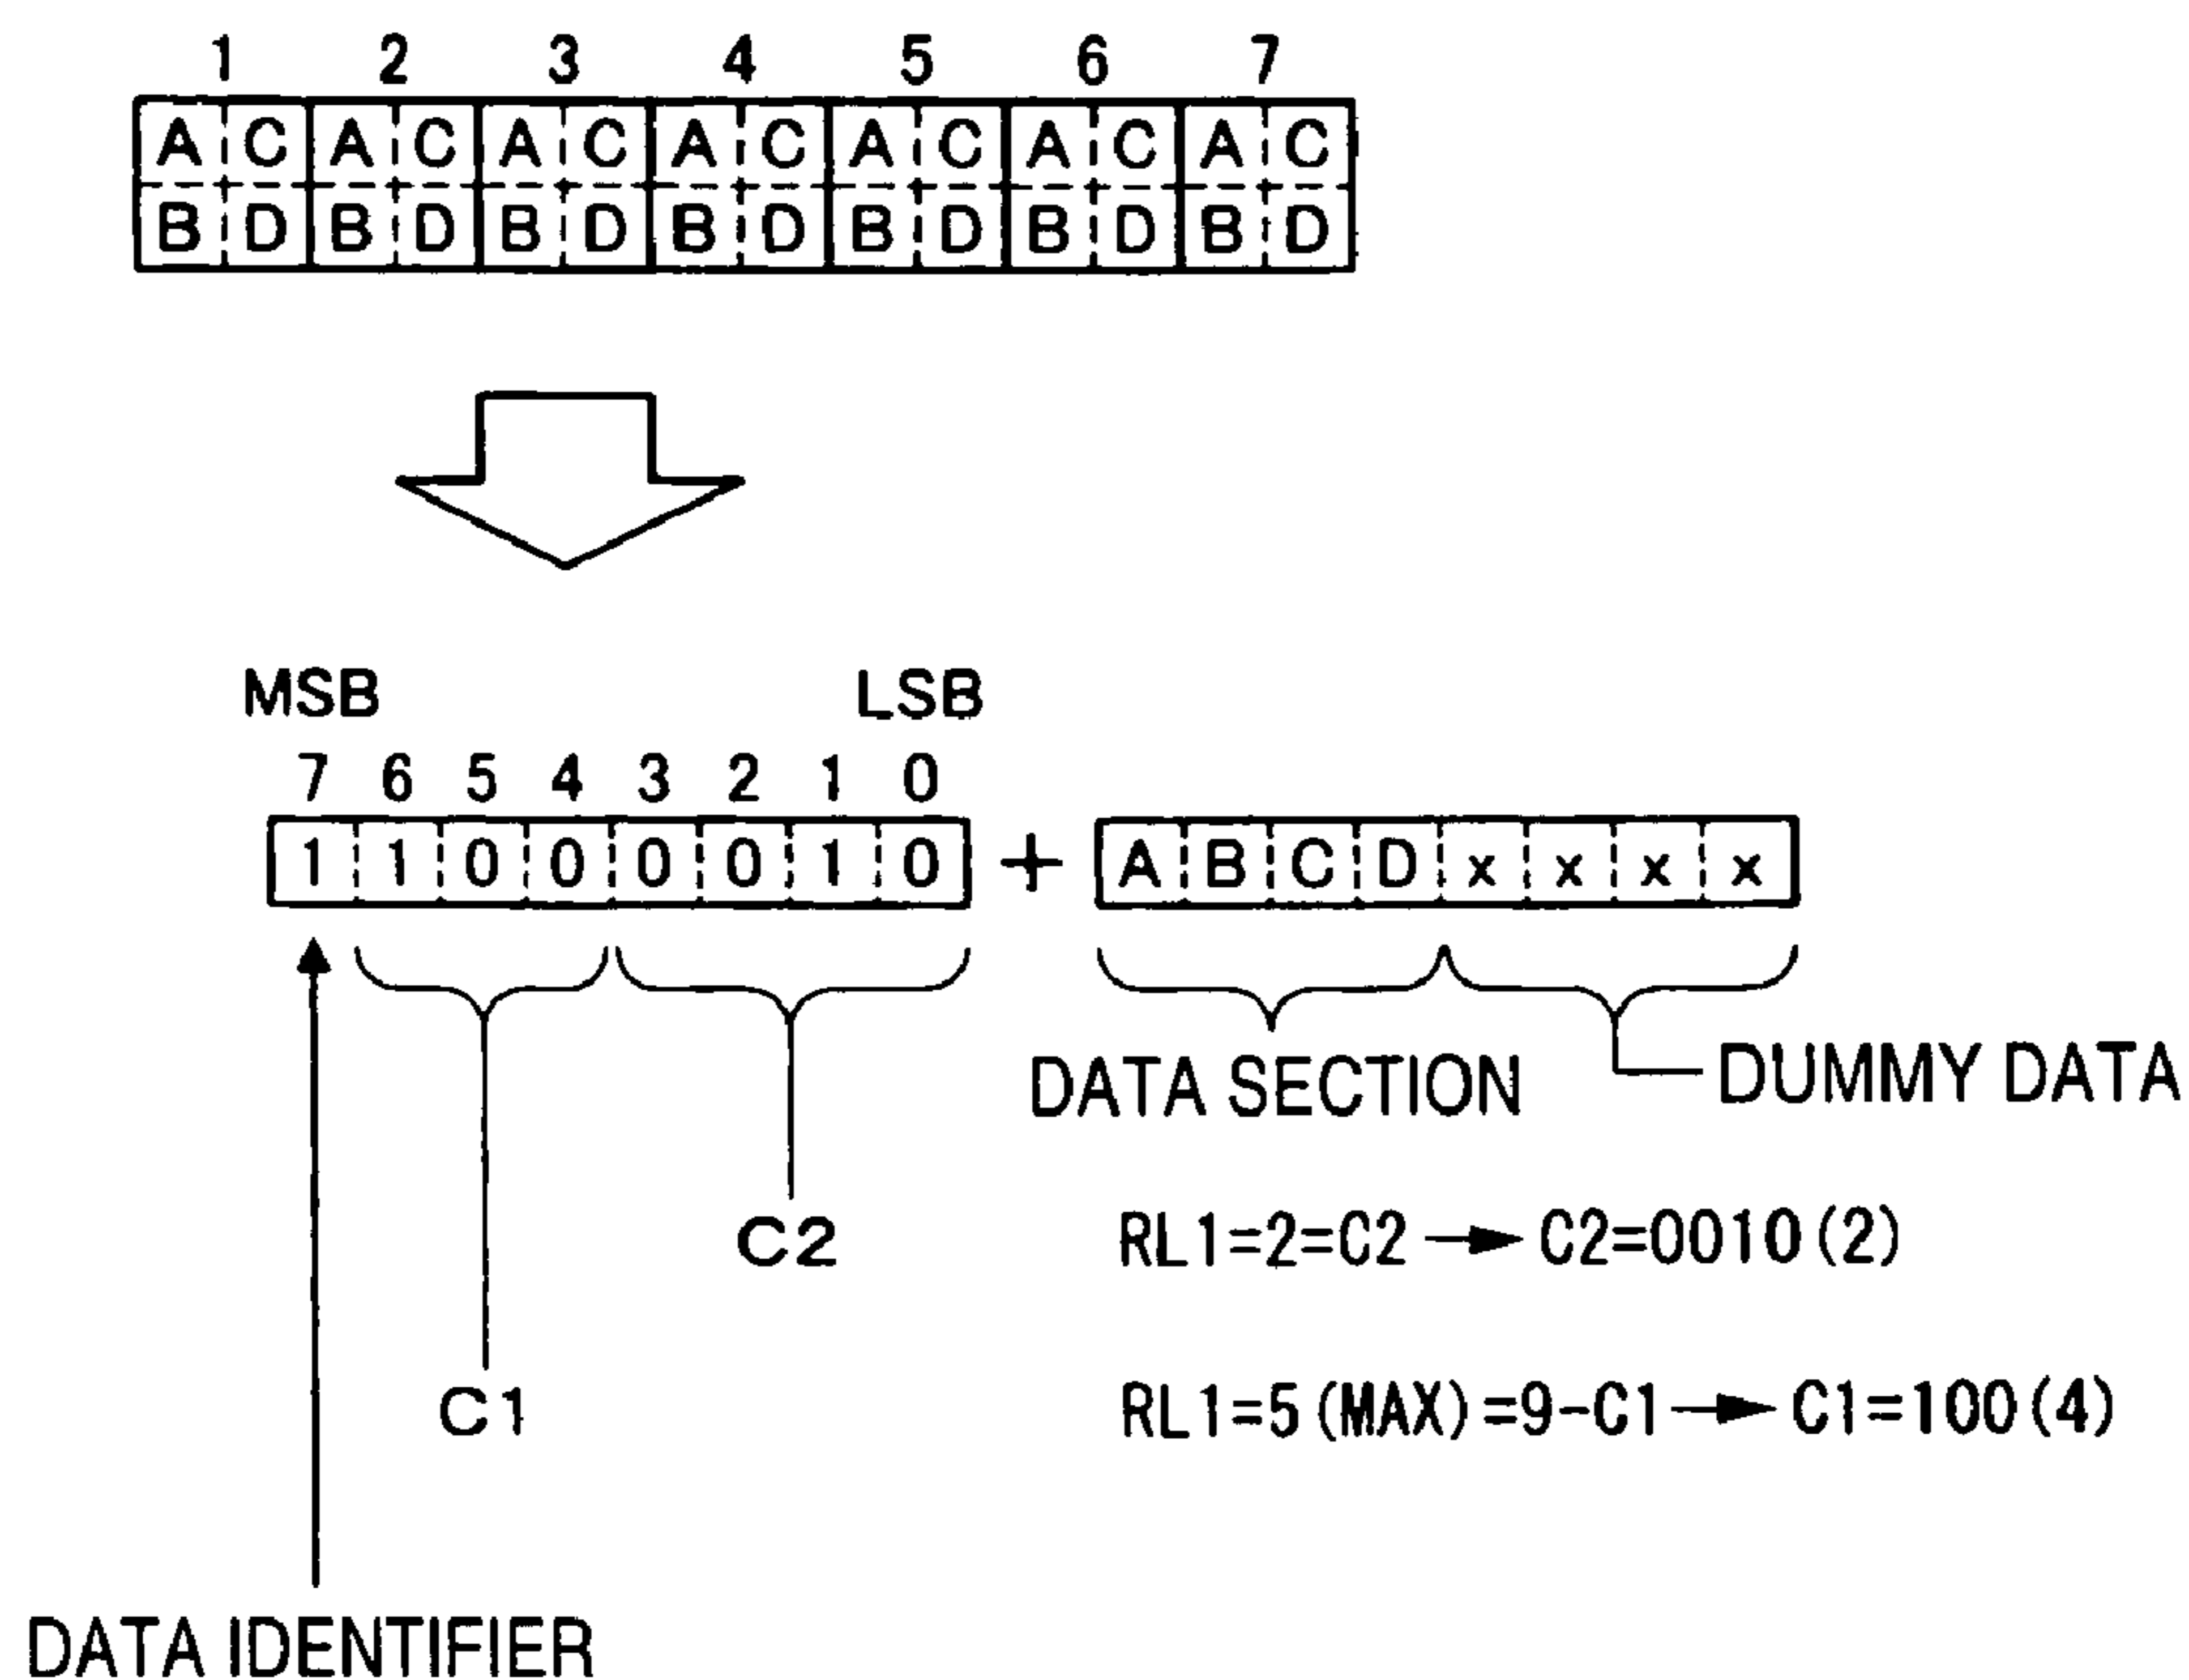 1 2 3 4 5 6 7
A C A C A C A C A C A C A C
B D B D B D B D B D B D B D
MSB LSB
7 6 5 4 3 2 1 0
1 1 0 0 0 0 1 0 + A B C D x x x x
DATA SECTION DUMMY DATA
C2 RL1=2=C2 → C2=0010(2)
C1 RL1=5(MAX)=9-C1 → C1=100(4)
DATA IDENTIFIER